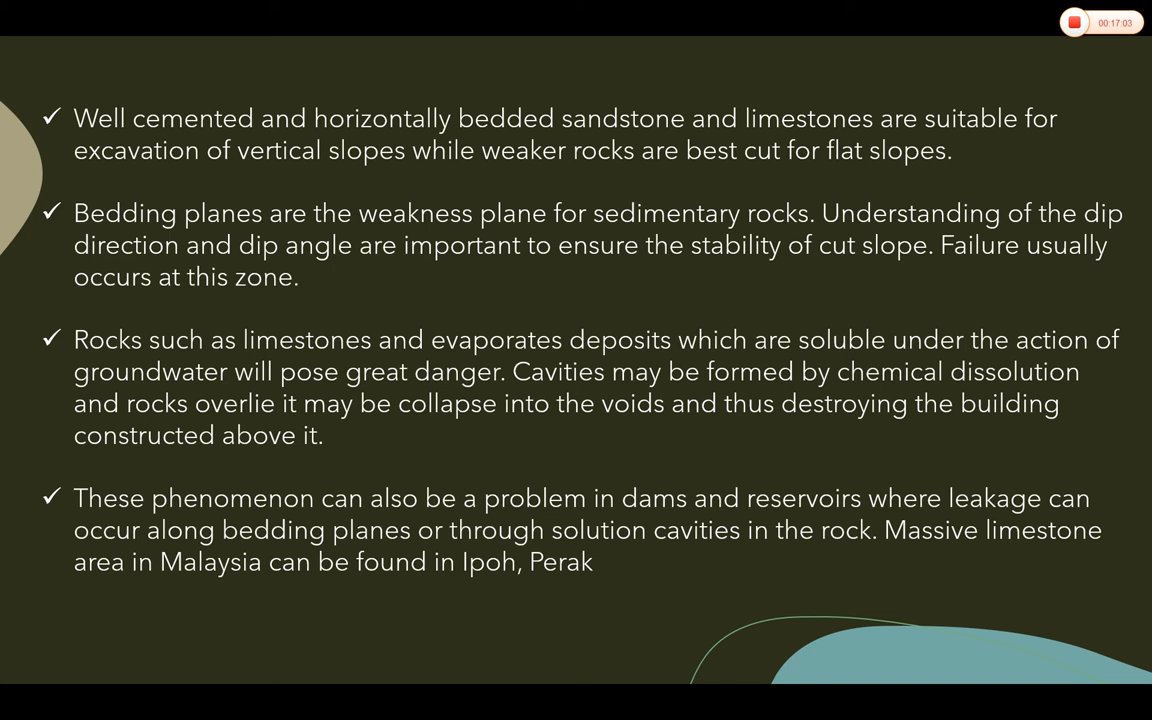 00:17:03
✓ Well cemented and horizontally bedded sandstone and limestones are suitable for
excavation of vertical slopes while weaker rocks are best cut for flat slopes.
✓ Bedding planes are the weakness plane for sedimentary rocks. Understanding of the dip
direction and dip angle are important to ensure the stability of cut slope. Failure usually
occurs at this zone.
✓ Rocks such as limestones and evaporates deposits which are soluble under the action of
groundwater will pose great danger. Cavities may be formed by chemical dissolution
and rocks overlie it may be collapse into the voids and thus destroying the building
constructed above it.
✓ These phenomenon can also be a problem in dams and reservoirs where leakage can
occur along bedding planes or through solution cavities in the rock. Massive limestone
area in Malaysia can be found in Ipoh, Perak